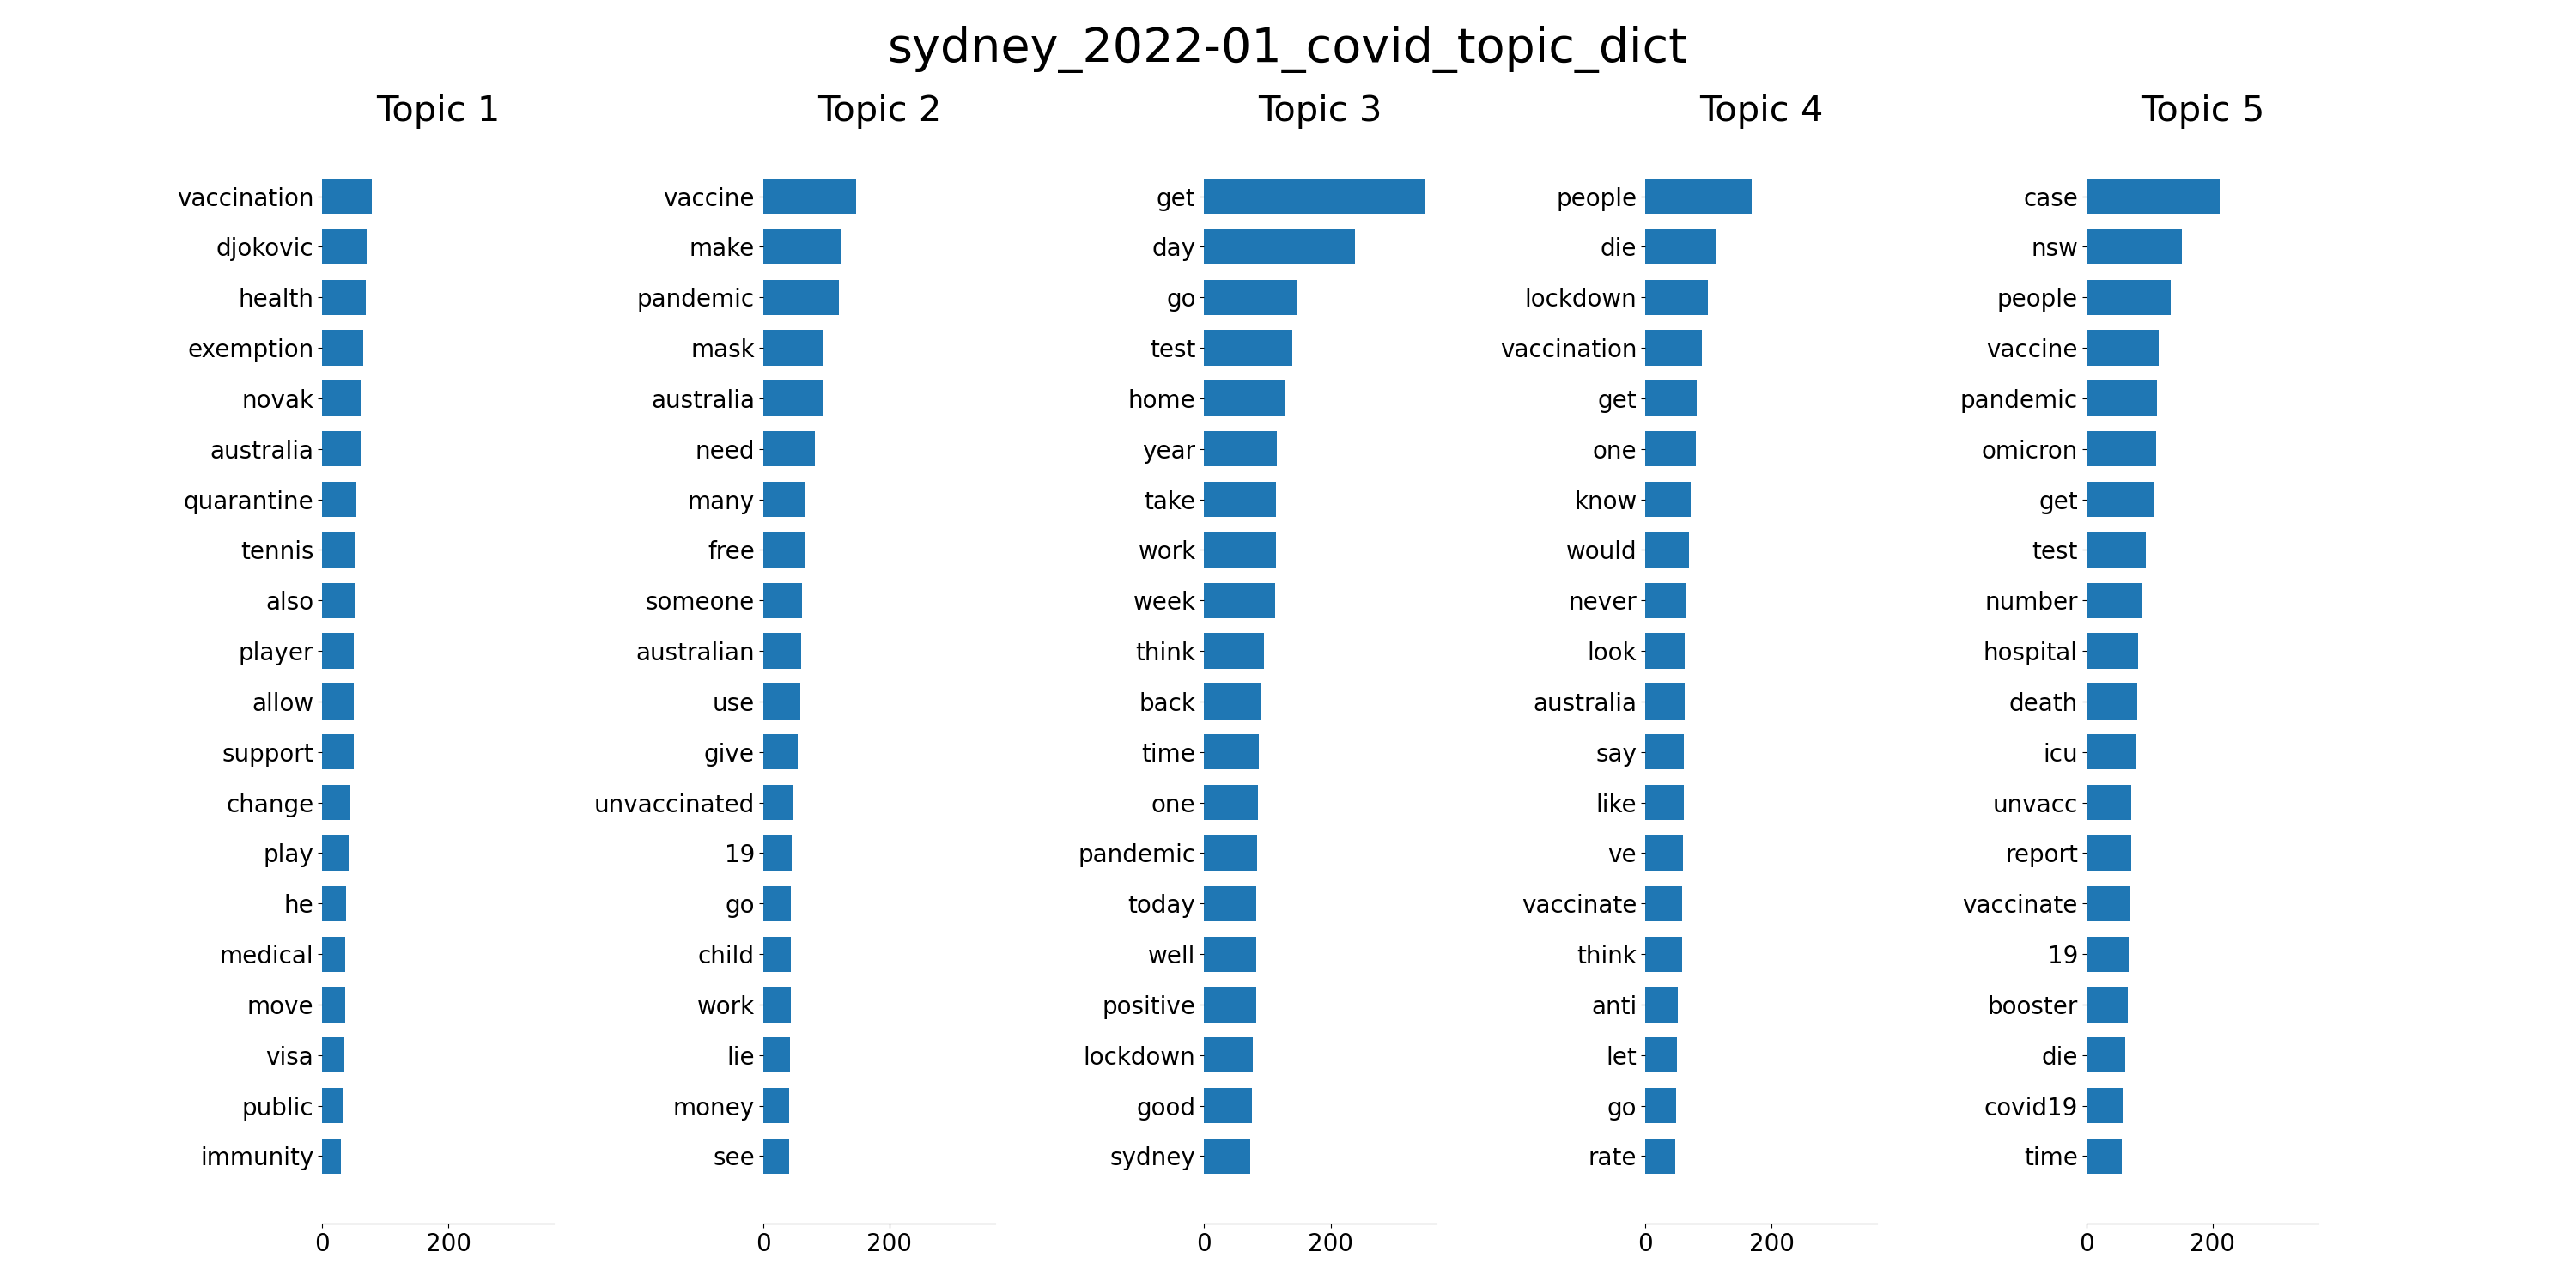 sydney_2022-01_covid_topic_dict
Topic 1
vaccination
djokovic
health
exemption
novak
australia
quarantine
tennis
also
player
allow
support
change
play
he
medical
move
visa
public
immunity
0 200
Topic 2
vaccine
make
pandemic
mask
australia
need
many
free
someone
australian
use
give
unvaccinated
19
go
child
work
lie
money
see
0 200
Topic 3
get
day
go
test
home
year
take
work
week
think
back
time
one
pandemic
today
well
positive
lockdown
good
sydney
0 200
Topic 4
people
die
lockdown
vaccination
get
one
know
would
never
look
australia
say
like
ve
vaccinate
think
anti
let
go
rate
0 200
Topic 5
case
nsw
people
vaccine
pandemic
omicron
get
test
number
hospital
death
icu
unvacc
report
vaccinate
19
booster
die
covid19
time
0 200